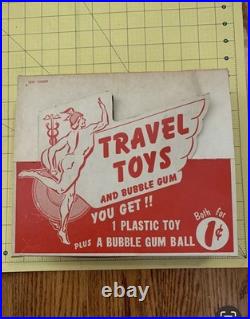 TRAVEL
TOYS
AND BUBBLE GUM
YOU GET !!
1 PLASTIC TOY
PLUS A BUBBLE GUM BALL
Both for
1¢